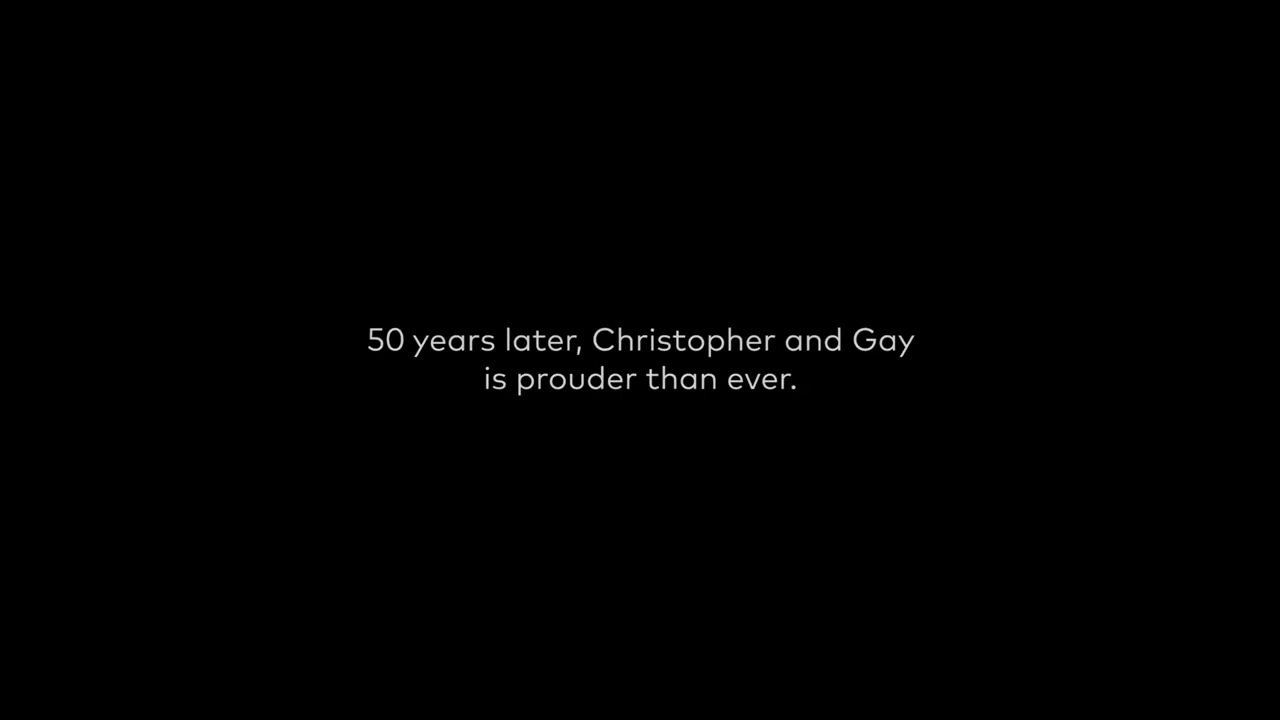 50 years later, Christopher and Gay
is prouder than ever.